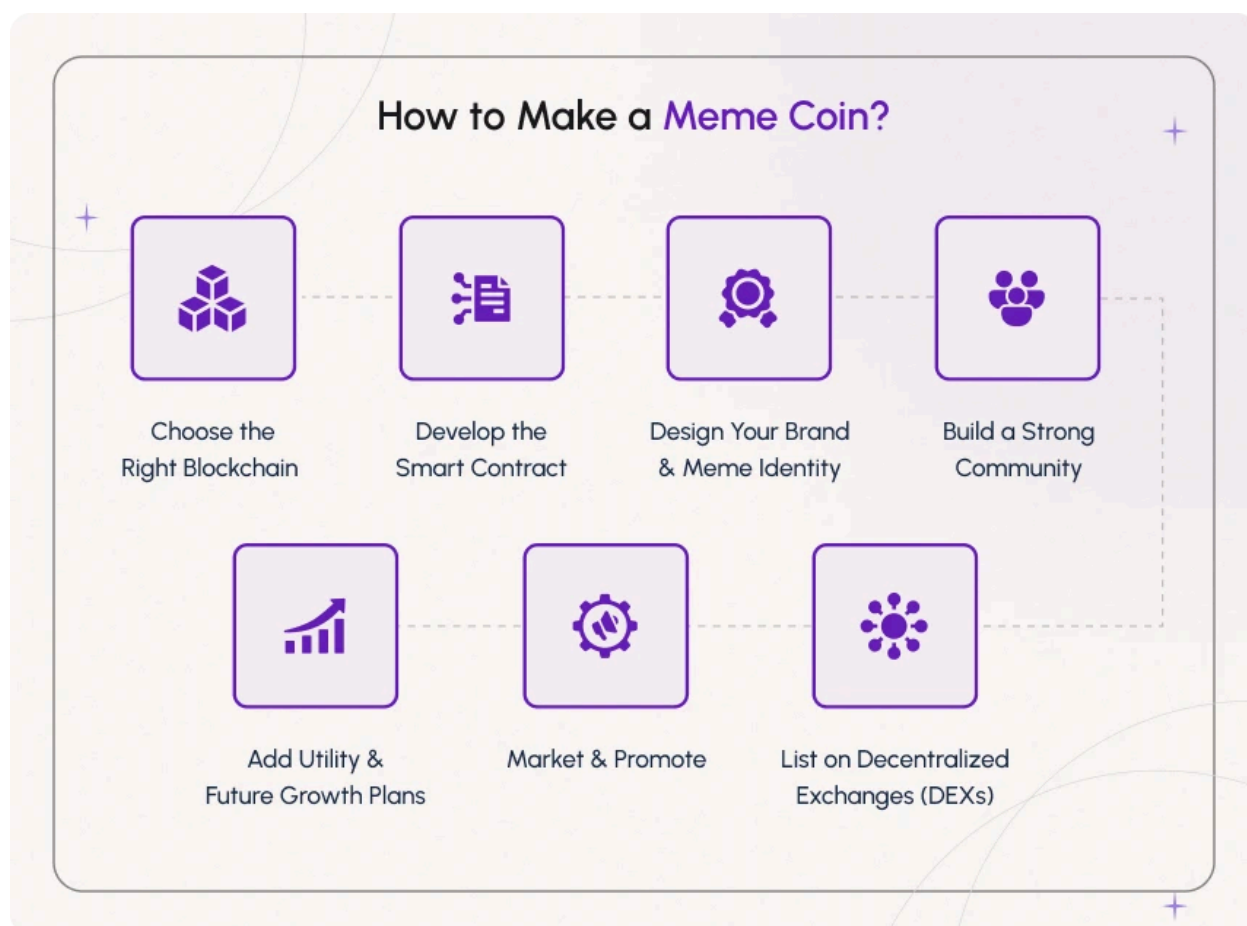 How to Make a Meme Coin?
Choose the
Right Blockchain
Develop the
Smart Contract
Design Your Brand
& Meme Identity
Build a Strong
Community
Add Utility &
Future Growth Plans
Market & Promote
List on Decentralized
Exchanges (DEXs)